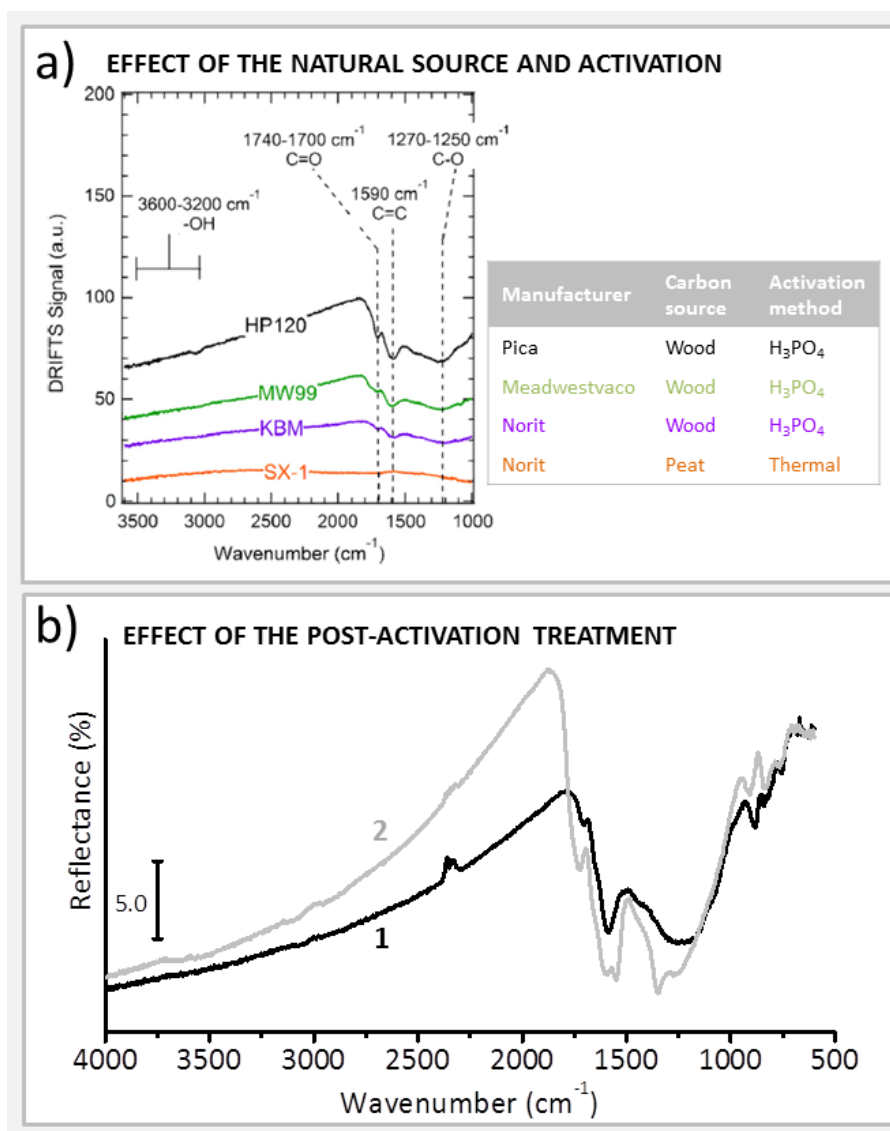 a) EFFECT OF THE NATURAL SOURCE AND ACTIVATION
200
150
100
50
0
DRIFTS Signal (a.u.)
1740-1700 cm⁻¹
C=O
1270-1250 cm⁻¹
C-O
1590 cm⁻¹
C=C
3600-3200 cm⁻¹
-OH
HP120
MW99
KBM
SX-1
3500 3000 2500 2000 1500 1000
Wavenumber (cm⁻¹)
Manufacturer Carbon source Activation method
Pica Wood H₃PO₄
Meadwestvaco Wood H₃PO₄
Norit Wood H₃PO₄
Norit Peat Thermal
b) EFFECT OF THE POST-ACTIVATION TREATMENT
Reflectance (%)
5.0
2
1
4000 3500 3000 2500 2000 1500 1000 500
Wavenumber (cm⁻¹)